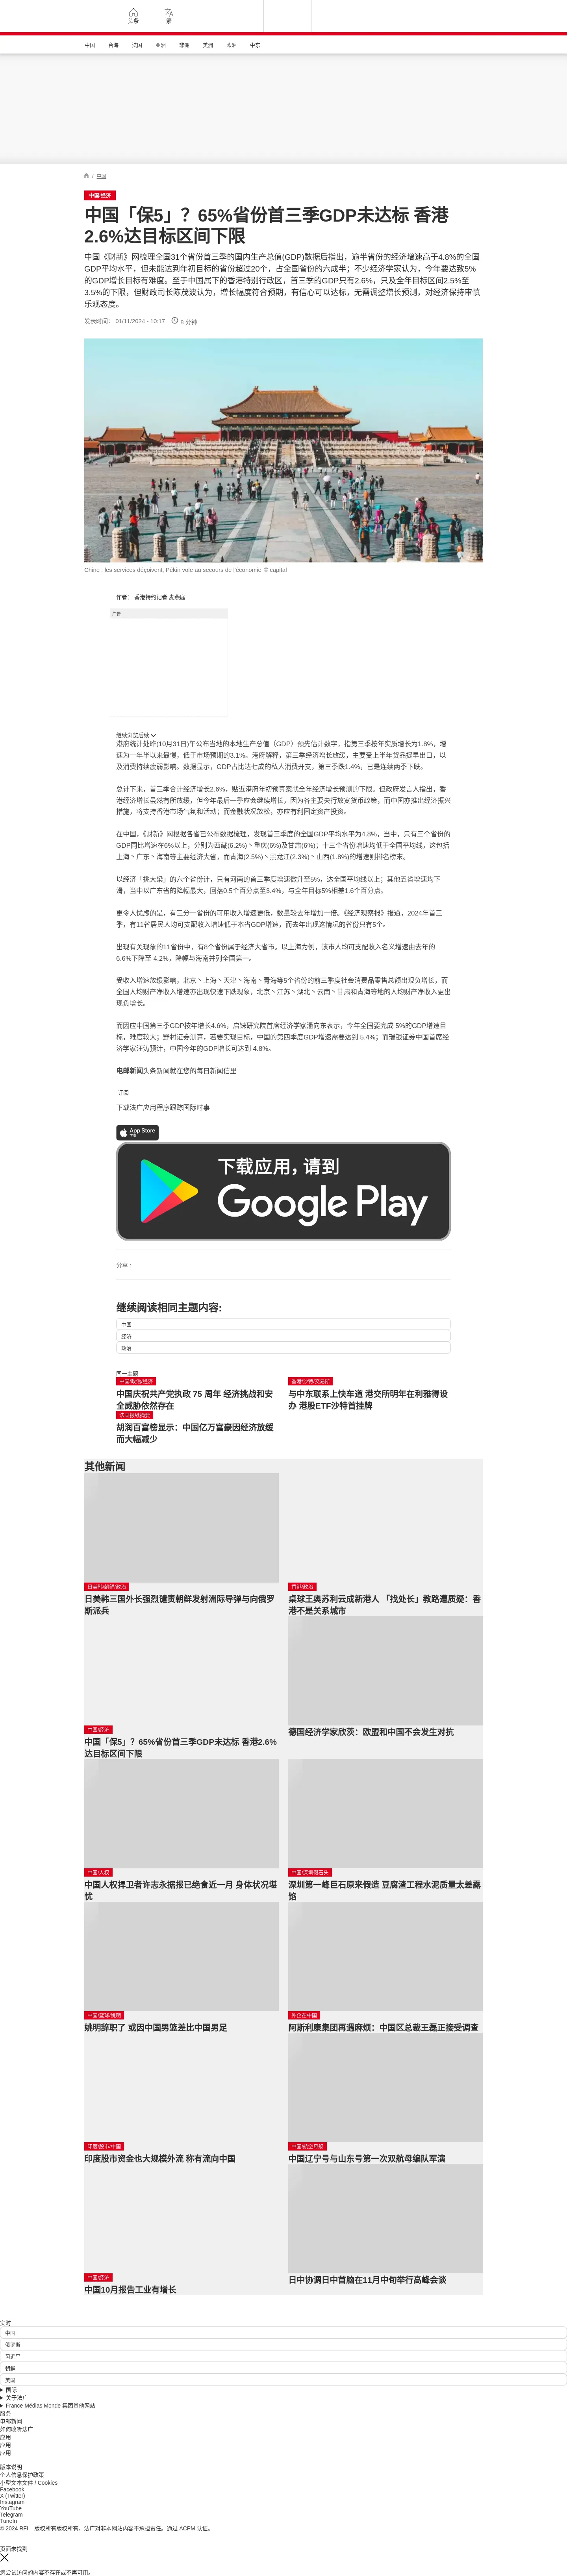 头条
繁
中国
台海
法国
亚洲
非洲
美洲
欧洲
中东
/ 中国
中国/经济
中国「保5」？65%省份首三季GDP未达标 香港
2.6%达目标区间下限
中国《财新》网梳理全国31个省份首三季的国内生产总值(GDP)数据后指出，逾半省份的经济增速高于4.8%的全国
GDP平均水平，但未能达到年初目标的省份超过20个，占全国省份的六成半；不少经济学家认为，今年要达致5%
的GDP增长目标有难度。至于中国属下的香港特别行政区，首三季的GDP只有2.6%，只及全年目标区间2.5%至
3.5%的下限，但财政司长陈茂波认为，增长幅度符合预期，有信心可以达标，无需调整增长预测，对经济保持审慎
乐观态度。
发表时间： 01/11/2024 - 10:17 8 分钟
Chine : les services déçoivent, Pékin vole au secours de l'économie © capital
作者： 香港特约记者 麦燕庭
广告
继续浏览后续
港府统计处昨(10月31日)午公布当地的本地生产总值（GDP）预先估计数字，指第三季按年实质增长为1.8%，增
速为一年半以来最慢，低于市场预期的3.1%。港府解释，第三季经济增长放缓，主要受上半年货品提早出口，以
及消费持续疲弱影响。数据显示，GDP占比达七成的私人消费开支，第三季跌1.4%，已是连续两季下跌。
总计下来，首三季合计经济增长2.6%，贴近港府年初预算案就全年经济增长预测的下限。但政府发言人指出，香
港经济增长虽然有所放缓，但今年最后一季应会继续增长，因为各主要央行放宽货币政策，而中国亦推出经济振兴
措施，将支持香港市场气氛和活动；而金融状况放松，亦应有利固定资产投资。
在中国，《财新》网根据各省已公布数据梳理，发现首三季度的全国GDP平均水平为4.8%，当中，只有三个省份的
GDP同比增速在6%以上，分别为西藏(6.2%)丶重庆(6%)及甘肃(6%)；十三个省份增速均低于全国平均线，这包括
上海丶广东丶海南等主要经济大省，而青海(2.5%)丶黑龙江(2.3%)丶山西(1.8%)的增速则排名榜末。
以经济「挑大梁」的六个省份计，只有河南的首三季度增速微升至5%，达全国平均线以上；其他五省增速均下
滑，当中以广东省的降幅最大，回落0.5个百分点至3.4%，与全年目标5%相差1.6个百分点。
更令人忧虑的是，有三分一省份的可用收入增速更低，数量较去年增加一倍。《经济观察报》报道，2024年首三
季，有11省居民人均可支配收入增速低于本省GDP增速，而去年出现这情况的省份只有5个。
出现有关现象的11省份中，有8个省份属于经济大省市。以上海为例，该市人均可支配收入名义增速由去年的
6.6%下降至 4.2%，降幅与海南并列全国第一。
受收入增速放缓影响，北京丶上海丶天津丶海南丶青海等5个省份的前三季度社会消费品零售总额出现负增长，而
全国人均财产净收入增速亦出现快速下跌现象，北京丶江苏丶湖北丶云南丶甘肃和青海等地的人均财产净收入更出
现负增长。
而因应中国第三季GDP按年增长4.6%，启铼研究院首席经济学家潘向东表示，今年全国要完成 5%的GDP增速目
标，难度较大；野村证券测算，若要实现目标，中国的第四季度GDP增速需要达到 5.4%；而瑞银证券中国首席经
济学家汪涛预计，中国今年的GDP增长可达到 4.8%。
电邮新闻头条新闻就在您的每日新闻信里
订阅
下载法广应用程序跟踪国际时事
App Store
下载
下载应用，请到
Google Play
分享 :
继续阅读相同主题内容:
中国
经济
政治
同一主题
中国/政治/经济
中国庆祝共产党执政 75 周年 经济挑战和安
全威胁依然存在
香港/沙特/交易所
与中东联系上快车道 港交所明年在利雅得设
办 港股ETF沙特首挂牌
法国报纸摘要
胡润百富榜显示：中国亿万富豪因经济放缓
而大幅减少
其他新闻
日美韩/朝鲜/政治
日美韩三国外长强烈谴责朝鲜发射洲际导弹与向俄罗
斯派兵
香港/政治
桌球王奥苏利云成新港人 「找处长」教路遭质疑：香
港不是关系城市
中国/经济
中国「保5」？65%省份首三季GDP未达标 香港2.6%
达目标区间下限
德国经济学家欣茨：欧盟和中国不会发生对抗
中国/人权
中国人权捍卫者许志永据报已绝食近一月 身体状况堪
忧
中国/深圳假石头
深圳第一峰巨石原来假造 豆腐渣工程水泥质量太差露
馅
中国/篮球/姚明
姚明辞职了 或因中国男篮差比中国男足
外企在中国
阿斯利康集团再遇麻烦：中国区总裁王磊正接受调查
印度/股市/中国
印度股市资金也大规模外流 称有流向中国
中国/航空母舰
中国辽宁号与山东号第一次双航母编队军演
中国/经济
中国10月报告工业有增长
日中协调日中首脑在11月中旬举行高峰会谈
实时
中国
俄罗斯
习近平
朝鲜
美国
国际
关于法广
France Médias Monde 集团其他网站
服务
电邮新闻
如何收听法广
应用
应用
应用
版本说明
个人信息保护政策
小型文本文件 / Cookies
Facebook
X (Twitter)
Instagram
YouTube
Telegram
TuneIn
© 2024 RFI – 版权所有版权所有。法广对非本网站内容不承担责任。通过 ACPM 认证。
页面未找到
您尝试访问的内容不存在或不再可用。